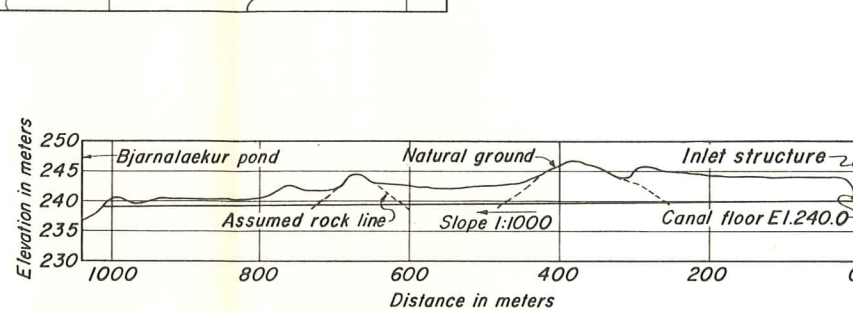 Elevation in meters
250
245
240
235
230
Bjarnalaekur pond
Natural ground
Inlet structure
Assumed rock line
Slope 1:1000
Canal floor El.240.0
1000
800
600
400
200
0
Distance in meters